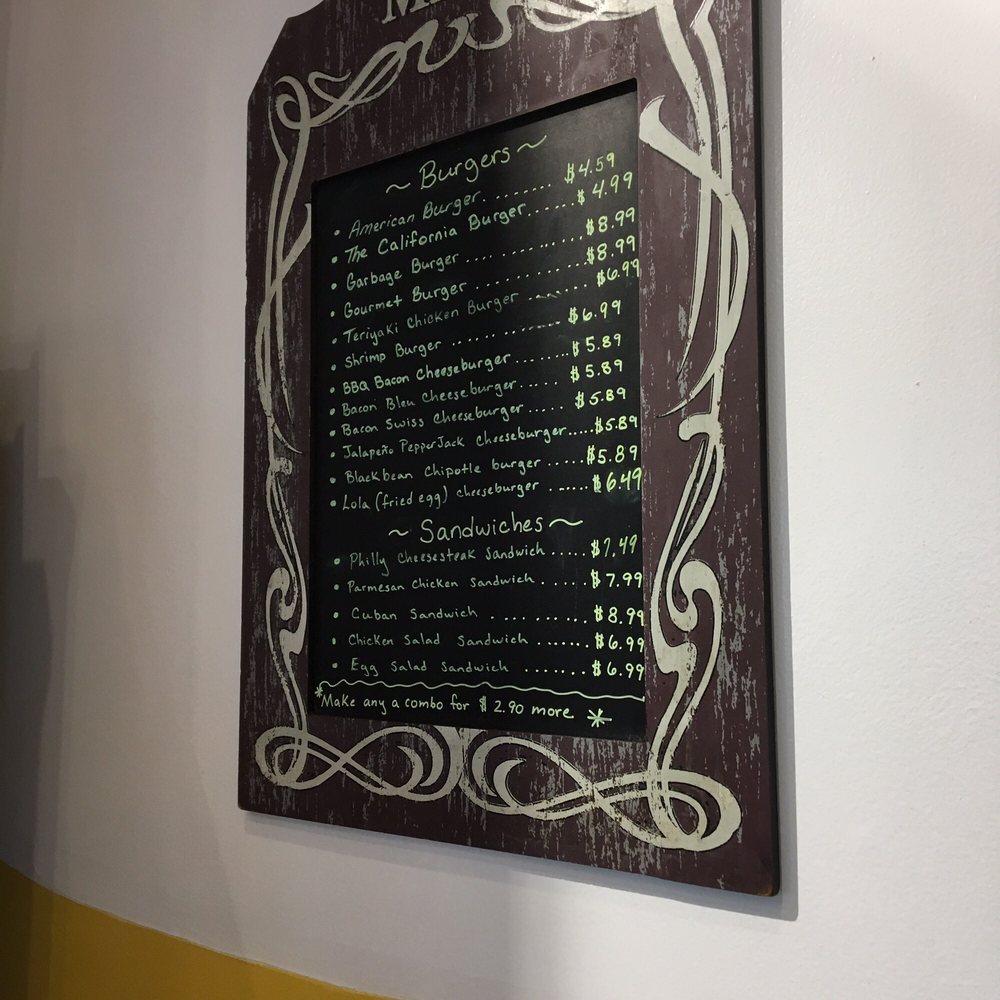 ~ Burgers ~
• American Burger......... $4.59
• The California Burger....... $4.99
• Garbage Burger .............. $8.99
• Gourmet Burger ............. $8.99
• Teriyaki Chicken Burger ........ $6.99
• Shrimp Burger ............ $6.99
• BBQ Bacon Cheeseburger ........ $5.89
• Bacon Bleu Cheeseburger ..... $5.89
• Bacon Swiss Cheeseburger ..... $5.89
• Jalapeño PepperJack Cheeseburger.... $5.89
• Blackbean Chipotle burger ..... $5.89
• Lola (fried egg) cheeseburger ...... $6.49
~ Sandwiches ~
• Philly Cheesesteak Sandwich ..... $7.49
• Parmesan Chicken Sandwich ..... $7.99
• Cuban Sandwich .......... $8.99
• Chicken Salad Sandwich ...... $6.99
• Egg Salad Sandwich ...... $6.99
*Make any a combo for $ 2.90 more *